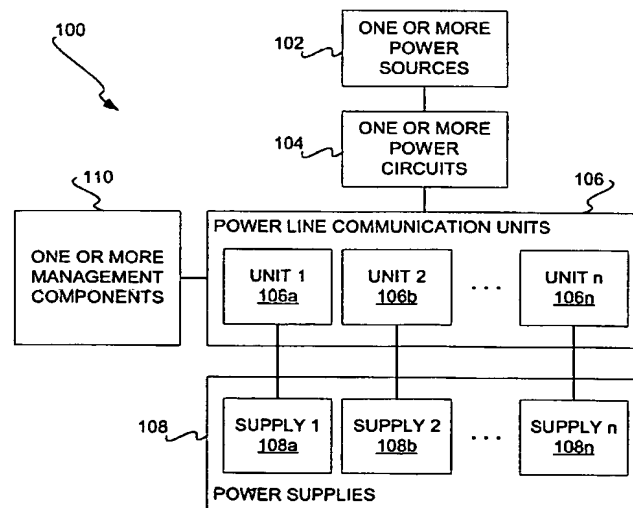 100
102
ONE OR MORE
POWER
SOURCES
104
ONE OR MORE
POWER
CIRCUITS
110
106
ONE OR MORE
MANAGEMENT
COMPONENTS
POWER LINE COMMUNICATION UNITS
UNIT 1
106a
UNIT 2
106b
. . .
UNIT n
106n
108
SUPPLY 1
108a
SUPPLY 2
108b
. . .
SUPPLY n
108n
POWER SUPPLIES